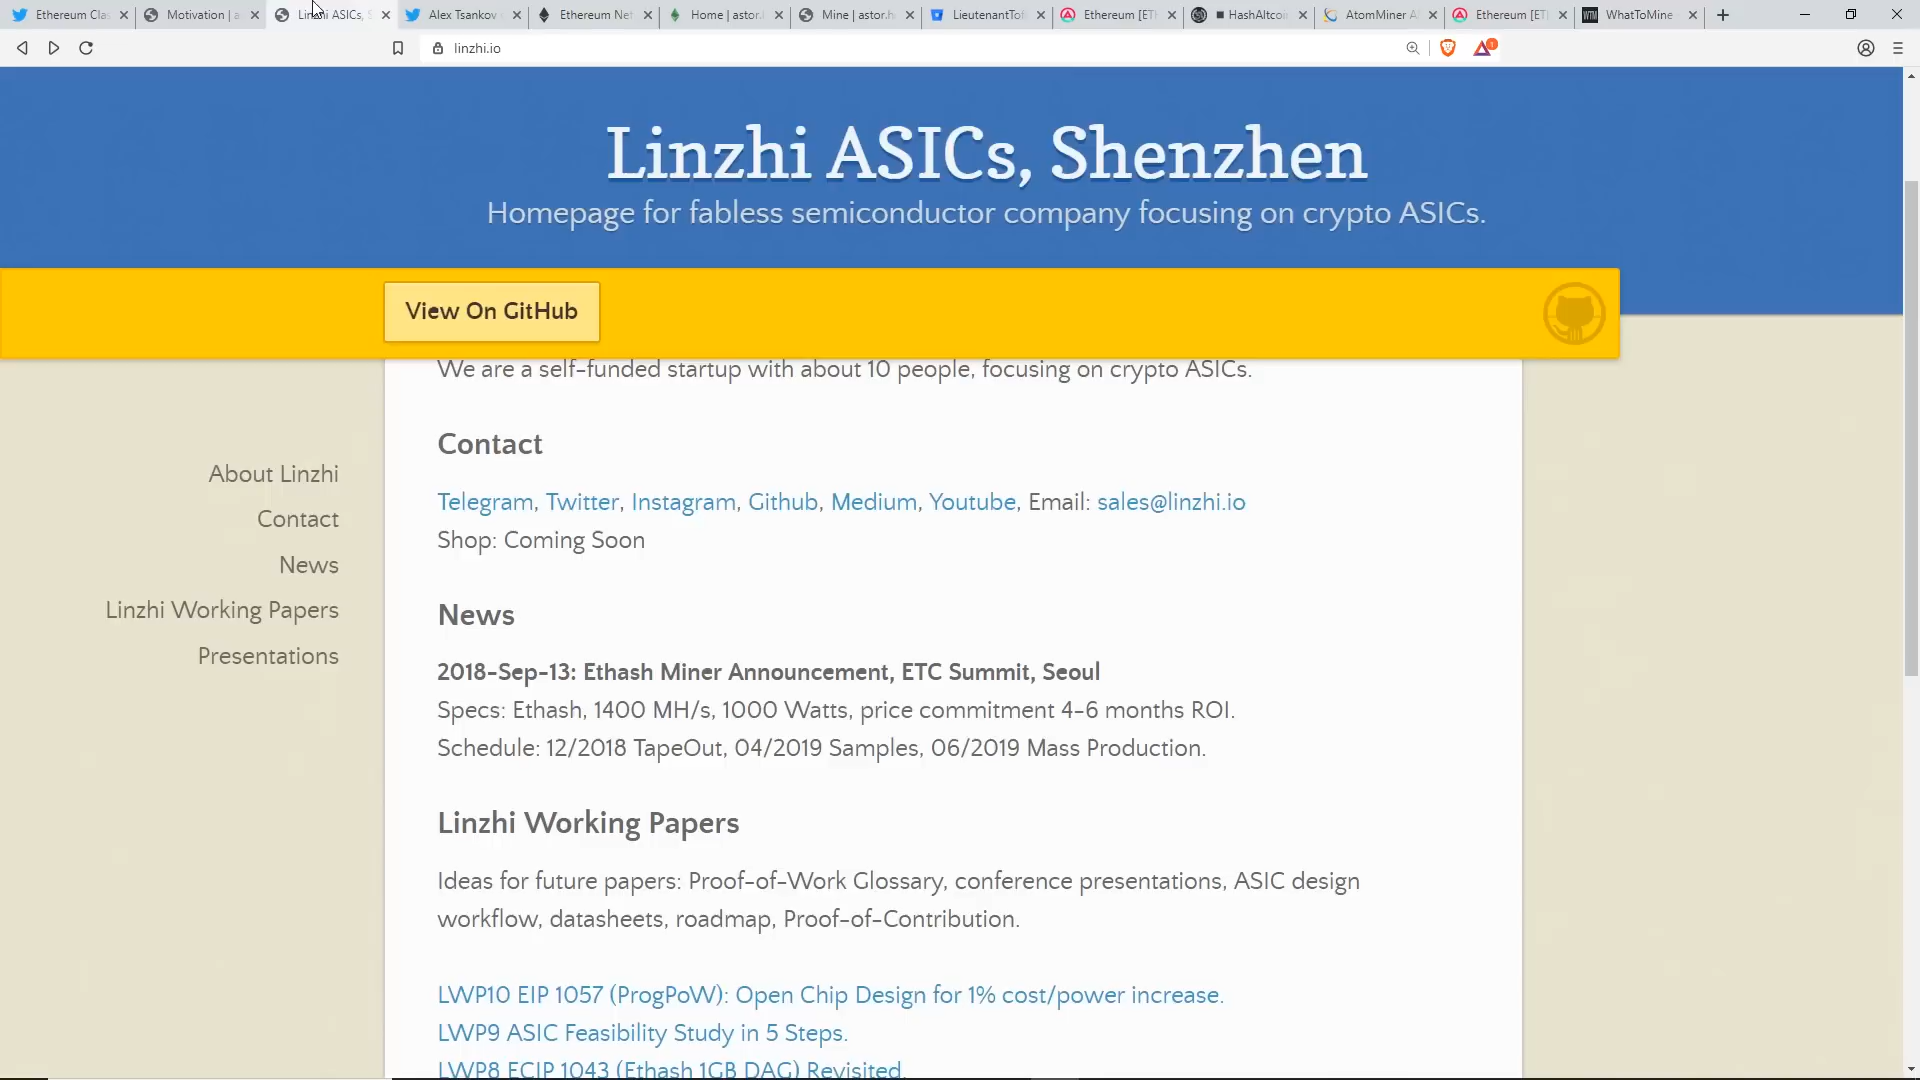 Ethereum Cla
Motivation | a
Linzhi ASICs, S
Alex Tsankov
Ethereum Net
Home | astor.
Mine | astor.h
LieutenantTof
Ethereum [ETH
HashAltcoin
AtomMiner A
Ethereum [ET
WTM
WhatToMine
linzhi.io
1
Linzhi ASICs, Shenzhen
Homepage for fabless semiconductor company focusing on crypto ASICs.
View On GitHub
We are a self-funded startup with about 10 people, focusing on crypto ASICs.
About Linzhi
Contact
News
Linzhi Working Papers
Presentations
Contact
Telegram, Twitter, Instagram, Github, Medium, Youtube, Email: sales@linzhi.io
Shop: Coming Soon
News
2018-Sep-13: Ethash Miner Announcement, ETC Summit, Seoul
Specs: Ethash, 1400 MH/s, 1000 Watts, price commitment 4-6 months ROI.
Schedule: 12/2018 TapeOut, 04/2019 Samples, 06/2019 Mass Production.
Linzhi Working Papers
Ideas for future papers: Proof-of-Work Glossary, conference presentations, ASIC design
workflow, datasheets, roadmap, Proof-of-Contribution.
LWP10 EIP 1057 (ProgPoW): Open Chip Design for 1% cost/power increase.
LWP9 ASIC Feasibility Study in 5 Steps.
LWP8 ECIP 1043 (Ethash 1GB DAG) Revisited.